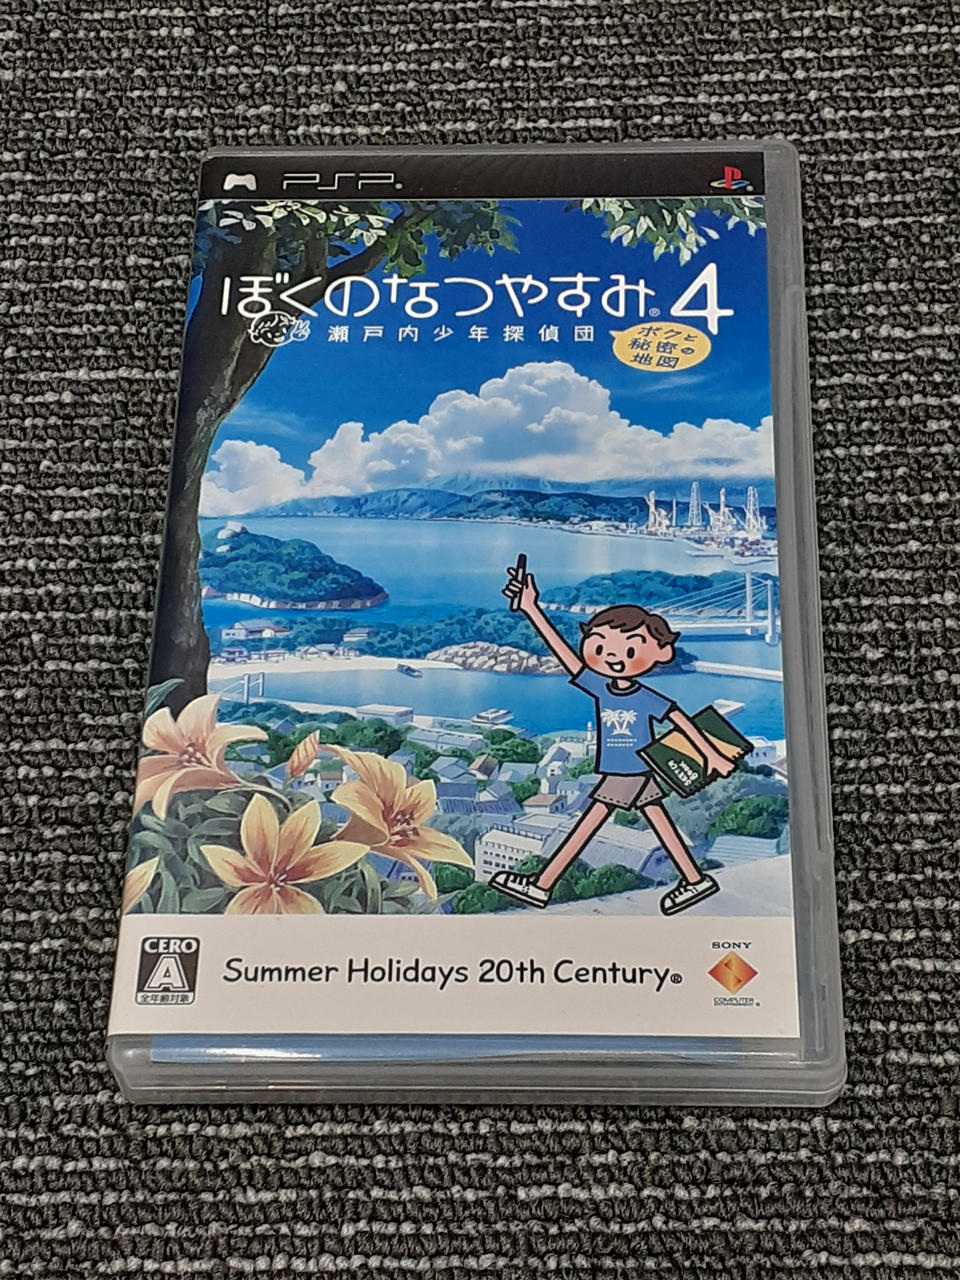 PSP®
ぼくのなつやすみ®4
瀬戸内少年探偵団
ボクと
秘密の
地図
SKETCH
BOOK
CERO
A
全年齢対象
Summer Holidays 20th Century®
SONY
COMPUTER
ENTERTAINMENT®